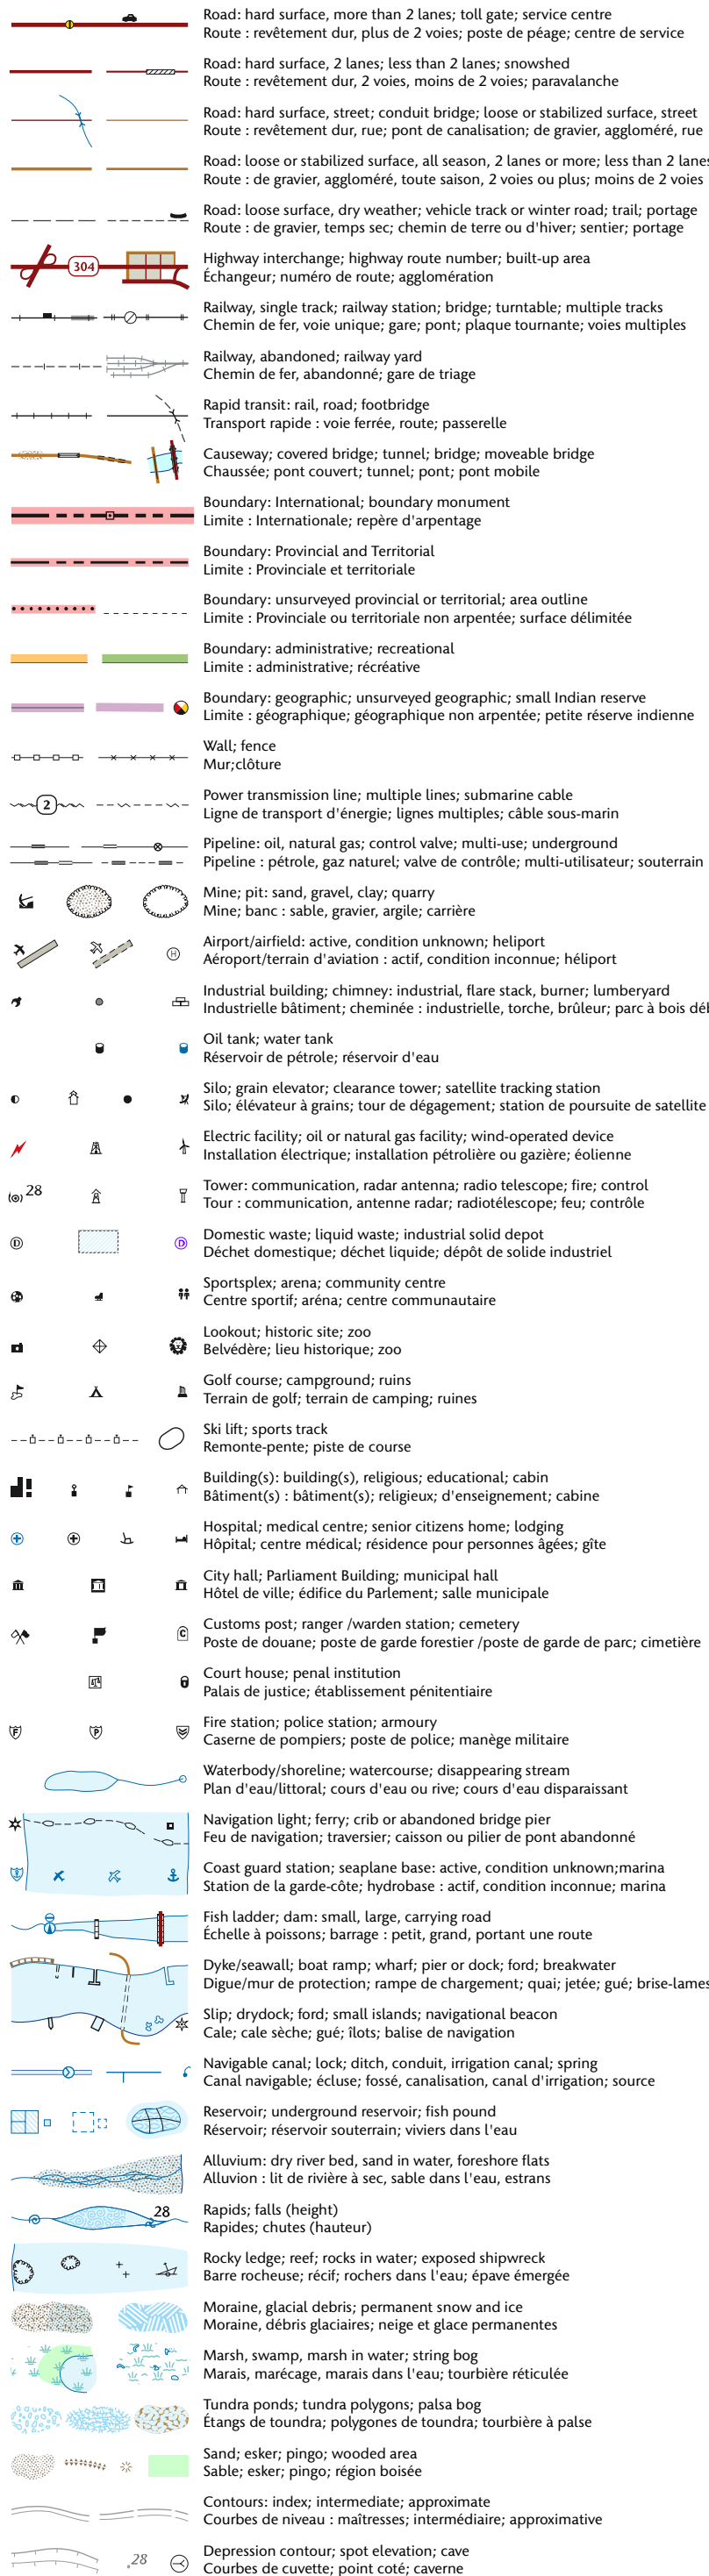 Road: hard surface, more than 2 lanes; toll gate; service centre
Route : revêtement dur, plus de 2 voies; poste de péage; centre de service
Road: hard surface, 2 lanes; less than 2 lanes; snowshed
Route : revêtement dur, 2 voies, moins de 2 voies; paravalanche
Road: hard surface, street; conduit bridge; loose or stabilized surface, street
Route : revêtement dur, rue; pont de canalisation; de gravier, aggloméré, rue
Road: loose or stabilized surface, all season, 2 lanes or more; less than 2 lanes
Route : de gravier, aggloméré, toute saison, 2 voies ou plus; moins de 2 voies
Road: loose surface, dry weather; vehicle track or winter road; trail; portage
Route : de gravier, temps sec; chemin de terre ou d'hiver; sentier; portage
304
Highway interchange; highway route number; built-up area
Échangeur; numéro de route; agglomération
Railway, single track; railway station; bridge; turntable; multiple tracks
Chemin de fer, voie unique; gare; pont; plaque tournante; voies multiples
Railway, abandoned; railway yard
Chemin de fer, abandonné; gare de triage
Rapid transit: rail, road; footbridge
Transport rapide : voie ferrée, route; passerelle
Causeway; covered bridge; tunnel; bridge; moveable bridge
Chaussée; pont couvert; tunnel; pont; pont mobile
Boundary: International; boundary monument
Limite : Internationale; repère d'arpentage
Boundary: Provincial and Territorial
Limite : Provinciale et territoriale
Boundary: unsurveyed provincial or territorial; area outline
Limite : Provinciale ou territoriale non arpentée; surface délimitée
Boundary: administrative; recreational
Limite : administrative; récréative
Boundary: geographic; unsurveyed geographic; small Indian reserve
Limite : géographique; géographique non arpentée; petite réserve indienne
Wall; fence
Mur;clôture
2
Power transmission line; multiple lines; submarine cable
Ligne de transport d'énergie; lignes multiples; câble sous-marin
Pipeline: oil, natural gas; control valve; multi-use; underground
Pipeline : pétrole, gaz naturel; valve de contrôle; multi-utilisateur; souterrain
Mine; pit: sand, gravel, clay; quarry
Mine; banc : sable, gravier, argile; carrière
H
Airport/airfield: active, condition unknown; heliport
Aéroport/terrain d'aviation : actif, condition inconnue; héliport
Industrial building; chimney: industrial, flare stack, burner; lumberyard
Industrielle bâtiment; cheminée : industrielle, torche, brûleur; parc à bois dé
Oil tank; water tank
Réservoir de pétrole; réservoir d'eau
Silo; grain elevator; clearance tower; satellite tracking station
Silo; élévateur à grains; tour de dégagement; station de poursuite de satellite
Electric facility; oil or natural gas facility; wind-operated device
Installation électrique; installation pétrolière ou gazière; éolienne
28
Tower: communication, radar antenna; radio telescope; fire; control
Tour : communication, antenne radar; radiotélescope; feu; contrôle
D D
Domestic waste; liquid waste; industrial solid depot
Déchet domestique; déchet liquide; dépôt de solide industriel
Sportsplex; arena; community centre
Centre sportif; aréna; centre communautaire
Lookout; historic site; zoo
Belvédère; lieu historique; zoo
Golf course; campground; ruins
Terrain de golf; terrain de camping; ruines
Ski lift; sports track
Remonte-pente; piste de course
Building(s): building(s), religious; educational; cabin
Bâtiment(s) : bâtiment(s); religieux; d'enseignement; cabine
Hospital; medical centre; senior citizens home; lodging
Hôpital; centre médical; résidence pour personnes âgées; gîte
City hall; Parliament Building; municipal hall
Hôtel de ville; édifice du Parlement; salle municipale
C
Customs post; ranger /warden station; cemetery
Poste de douane; poste de garde forestier /poste de garde de parc; cimetière
Court house; penal institution
Palais de justice; établissement pénitentiaire
F P
Fire station; police station; armoury
Caserne de pompiers; poste de police; manège militaire
Waterbody/shoreline; watercourse; disappearing stream
Plan d'eau/littoral; cours d'eau ou rive; cours d'eau disparaissant
Navigation light; ferry; crib or abandoned bridge pier
Feu de navigation; traversier; caisson ou pilier de pont abandonné
Coast guard station; seaplane base: active, condition unknown;marina
Station de la garde-côte; hydrobase : actif, condition inconnue; marina
Fish ladder; dam: small, large, carrying road
Échelle à poissons; barrage : petit, grand, portant une route
Dyke/seawall; boat ramp; wharf; pier or dock; ford; breakwater
Digue/mur de protection; rampe de chargement; quai; jetée; gué; brise-lames
Slip; drydock; ford; small islands; navigational beacon
Cale; cale sèche; gué; îlots; balise de navigation
Navigable canal; lock; ditch, conduit, irrigation canal; spring
Canal navigable; écluse; fossé, canalisation, canal d'irrigation; source
Reservoir; underground reservoir; fish pound
Réservoir; réservoir souterrain; viviers dans l'eau
Alluvium: dry river bed, sand in water, foreshore flats
Alluvion : lit de rivière à sec, sable dans l'eau, estrans
28
Rapids; falls (height)
Rapides; chutes (hauteur)
Rocky ledge; reef; rocks in water; exposed shipwreck
Barre rocheuse; récif; rochers dans l'eau; épave émergée
Moraine, glacial debris; permanent snow and ice
Moraine, débris glaciaires; neige et glace permanentes
Marsh, swamp, marsh in water; string bog
Marais, marécage, marais dans l'eau; tourbière réticulée
Tundra ponds; tundra polygons; palsa bog
Étangs de toundra; polygones de toundra; tourbière à palse
Sand; esker; pingo; wooded area
Sable; esker; pingo; région boisée
Contours: index; intermediate; approximate
Courbes de niveau : maîtresses; intermédiaire; approximative
.28
Depression contour; spot elevation; cave
Courbes de cuvette; point coté; caverne